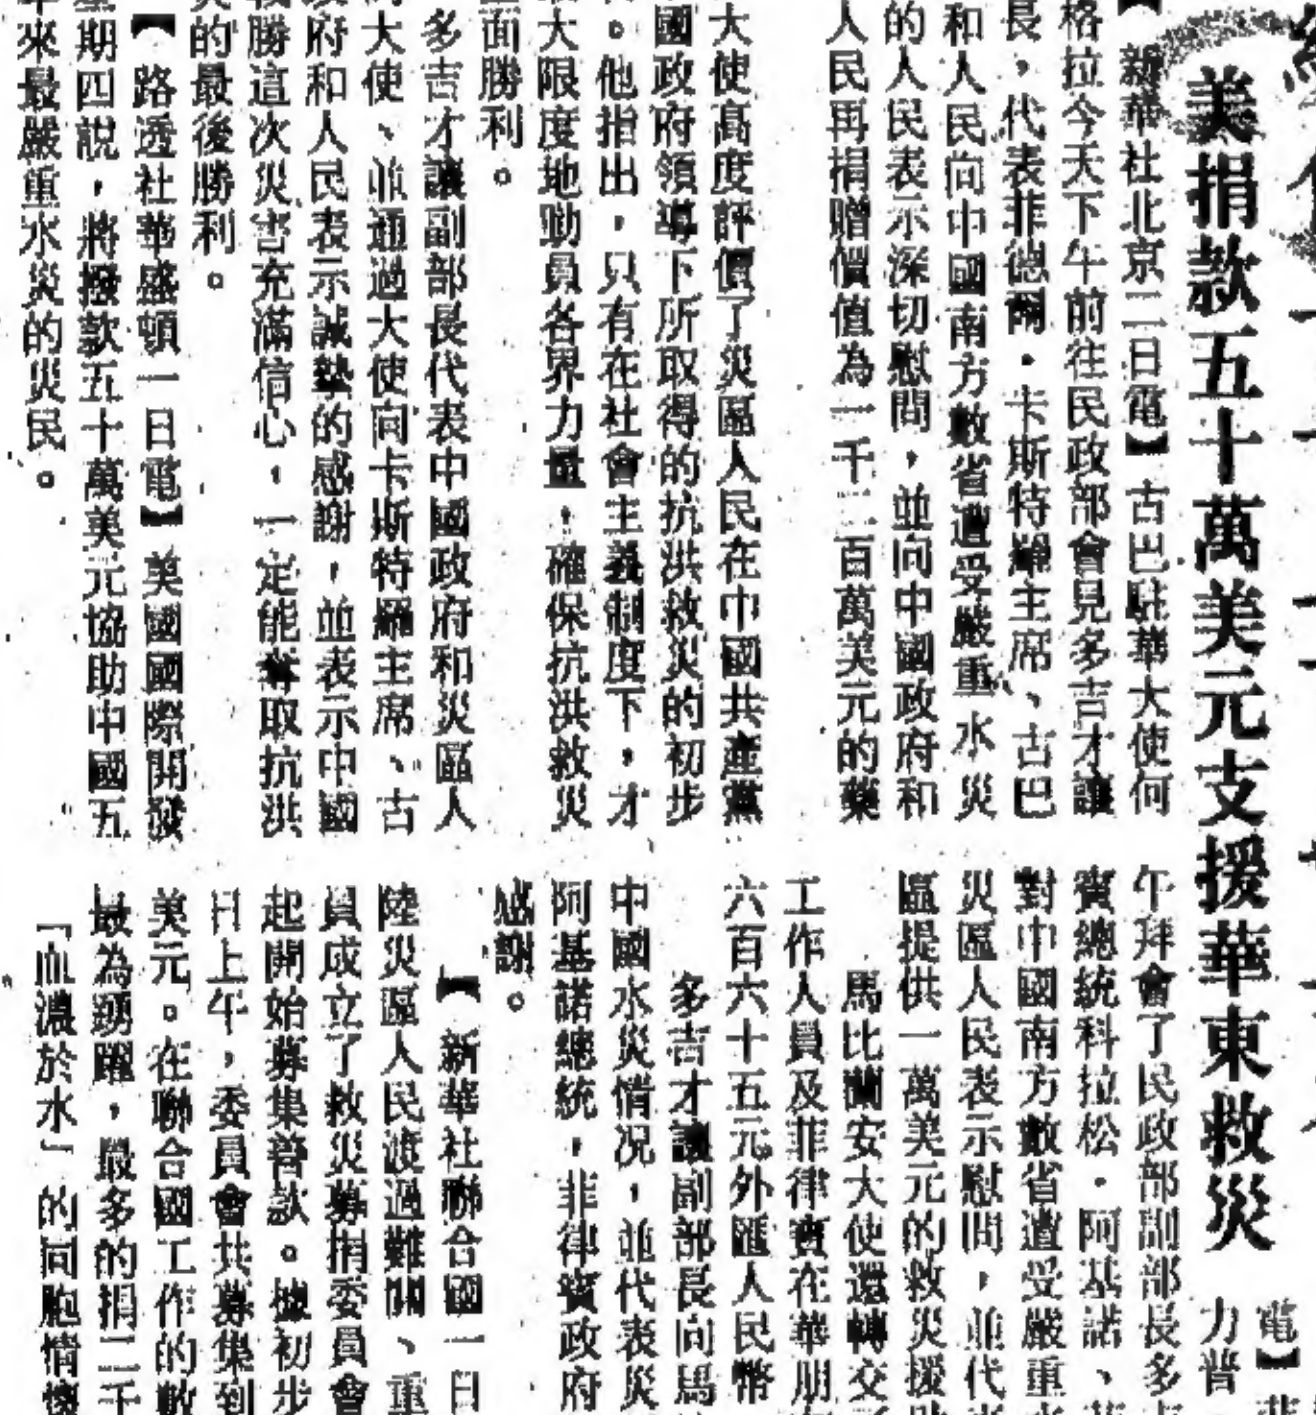 美捐款五十萬美元支援華東救災
【新華社北京二日電】古巴駐華大使何
格拉今天下午前往民政部會見多吉才讓
長，代表菲德爾·卡斯特羅主席、古巴
和人民向中國南方數省遭受嚴重水災
的人民表示深切慰問，並向中國政府和
人民再捐贈價值為一千二百萬美元的藥
大使高度評價了災區人民在中國共產黨
國政府領導下所取得的抗洪救災的初步
。他指出，只有在社會主義制度下，才
大限度地動員各界力量，確保抗洪救災
面勝利。
多吉才讓副部長代表中國政府和災區人
大使、並通過大使向卡斯特羅主席、古
府和人民表示誠摯的感謝，並表示中國
勝這次災害充滿信心，一定能奪取抗洪
的最後勝利。
【路透社華盛頓一日電】美國國際開發
期四說，將撥款五十萬美元協助中國五
來最嚴重水災的災民。
電】菲
力普
午拜會了民政部副部長多
賓總統科拉松·阿基諾、菲
對中國南方數省遭受嚴重
災區人民表示慰問，並代
區提供一萬美元的救災援助
馬比蘭安大使還轉交
工作人員及菲律賓在華朋
六百六十五元外匯人民幣
多吉才讓副部長向馬
中國水災情況，並代表災
阿基諾總統，菲律賓政府
感謝。
【新華社聯合國一日
陸災區人民渡過難關、重
員成立了救災募捐委員會
起開始募集善款。據初步
日上午，委員會共募集到
美元。在聯合國工作的數
最為踴躍，最多的捐二千
「血濃於水」的同胞情懷